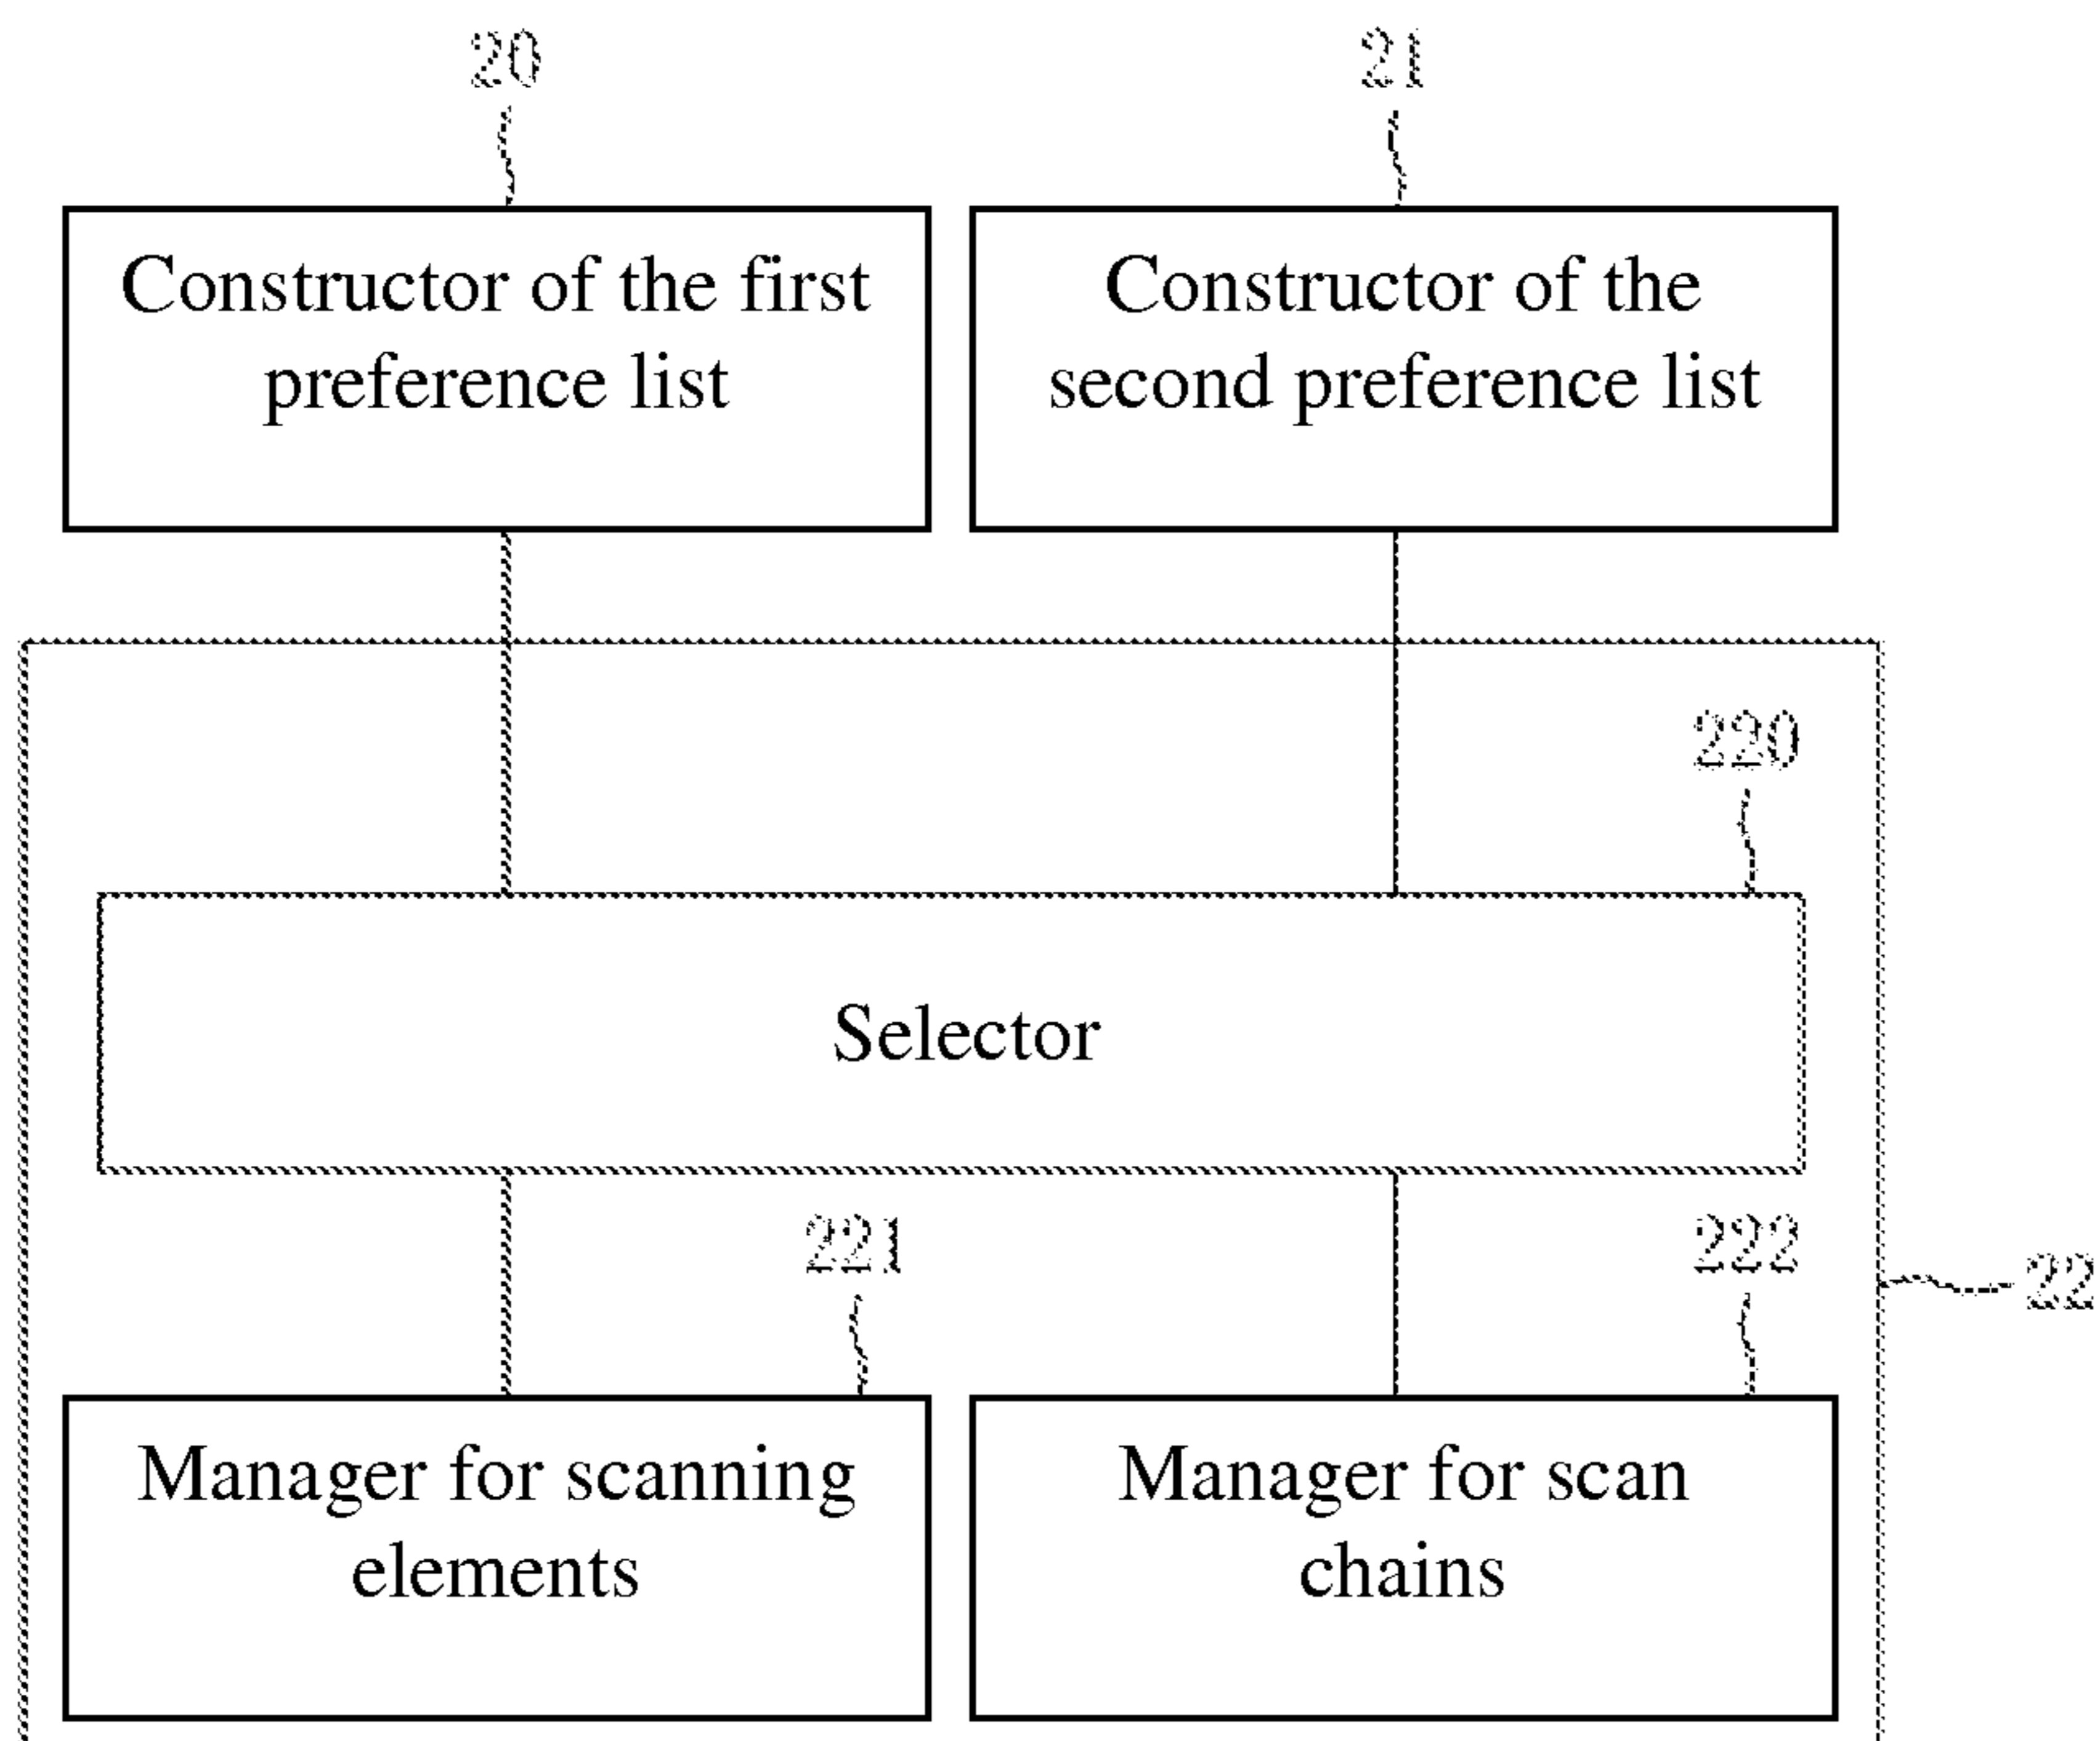 20
21
Constructor of the first
preference list
Constructor of the
second preference list
220
Selector
221
222
22
Manager for scanning
elements
Manager for scan
chains